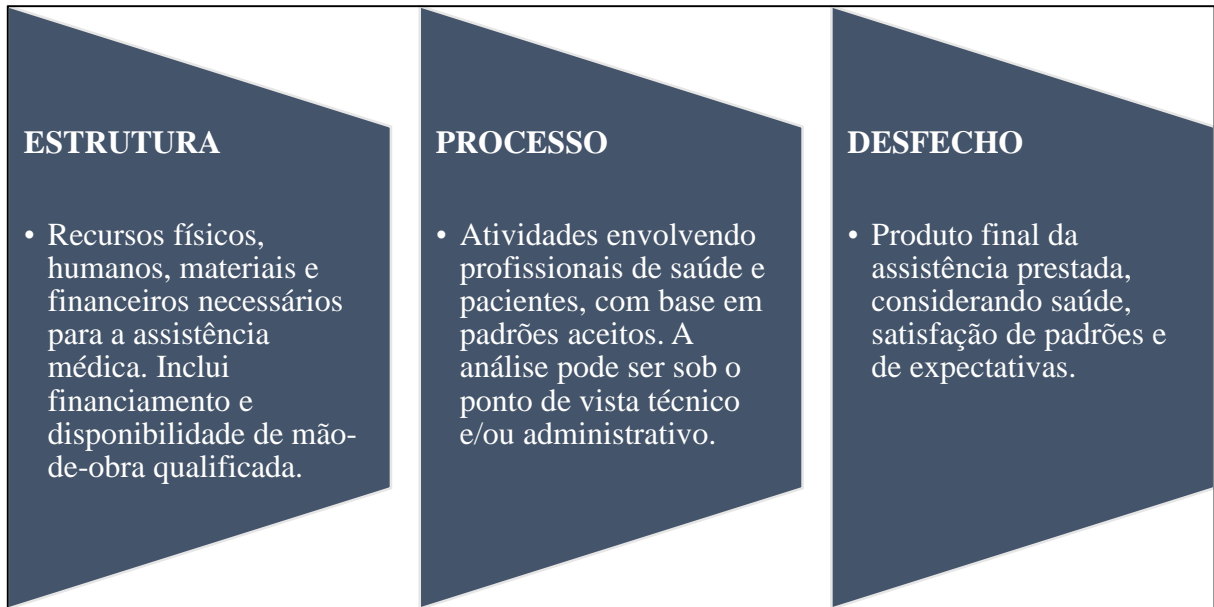 ESTRUTURA
• Recursos físicos,
humanos, materiais e
financeiros necessários
para a assistência
médica. Inclui
financiamento e
disponibilidade de mão-
de-obra qualificada.
PROCESSO
• Atividades envolvendo
profissionais de saúde e
pacientes, com base em
padrões aceitos. A
análise pode ser sob o
ponto de vista técnico
e/ou administrativo.
DESFECHO
• Produto final da
assistência prestada,
considerando saúde,
satisfação de padrões e
de expectativas.